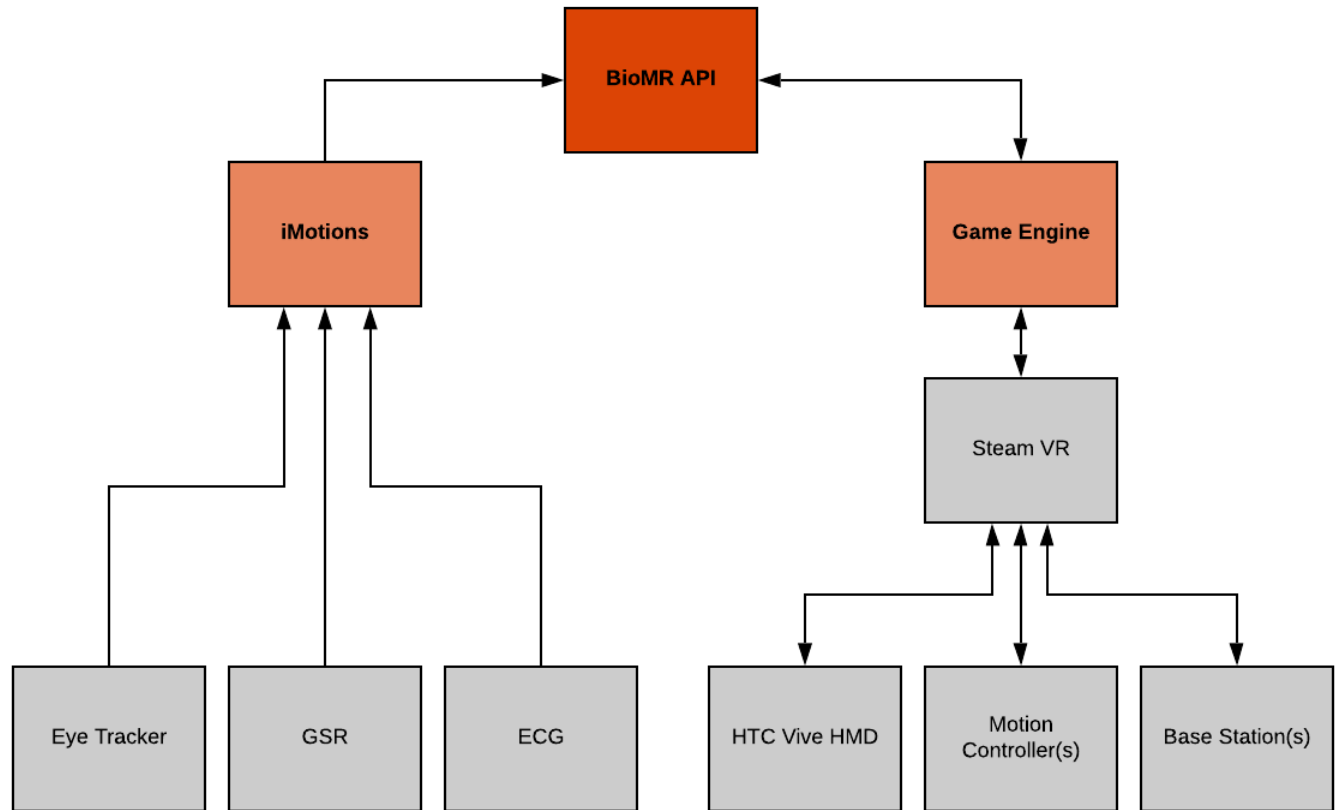 BioMR API
iMotions
Game Engine
Steam VR
Eye Tracker
GSR
ECG
HTC Vive HMD
Motion
Controller(s)
Base Station(s)